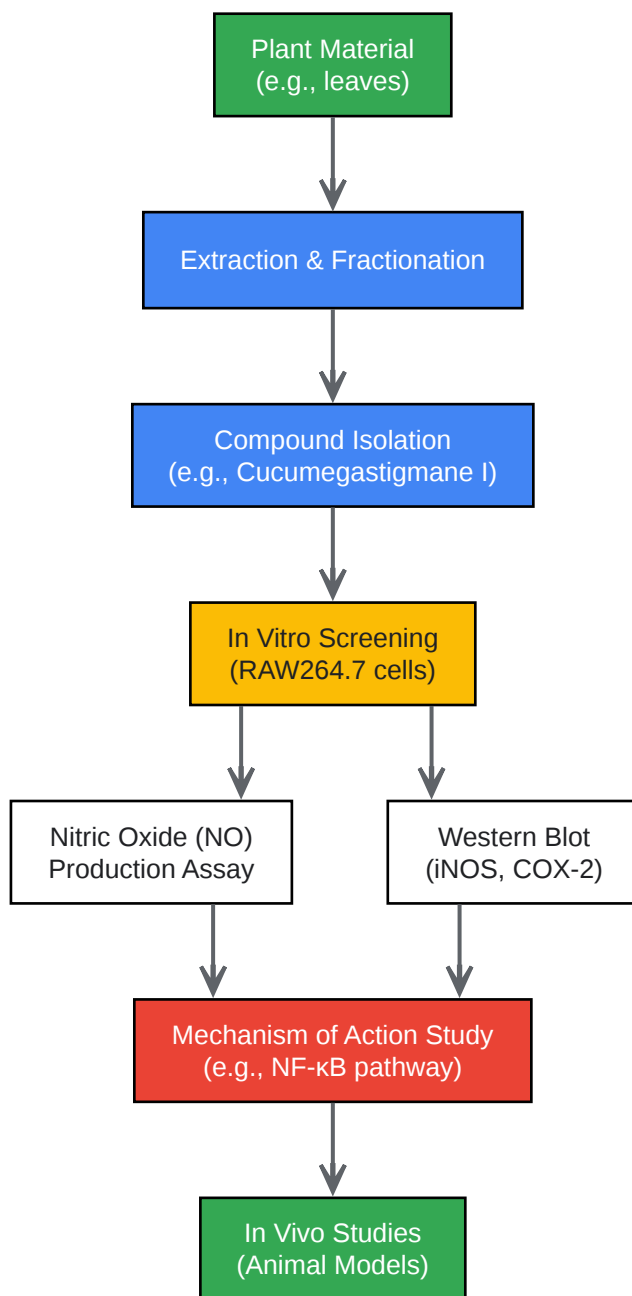 Plant Material
(e.g., leaves)
Extraction & Fractionation
Compound Isolation
(e.g., Cucumegastigmane I)
In Vitro Screening
(RAW264.7 cells)
Nitric Oxide (NO)
Production Assay
Western Blot
(iNOS, COX-2)
Mechanism of Action Study
(e.g., NF-κB pathway)
In Vivo Studies
(Animal Models)